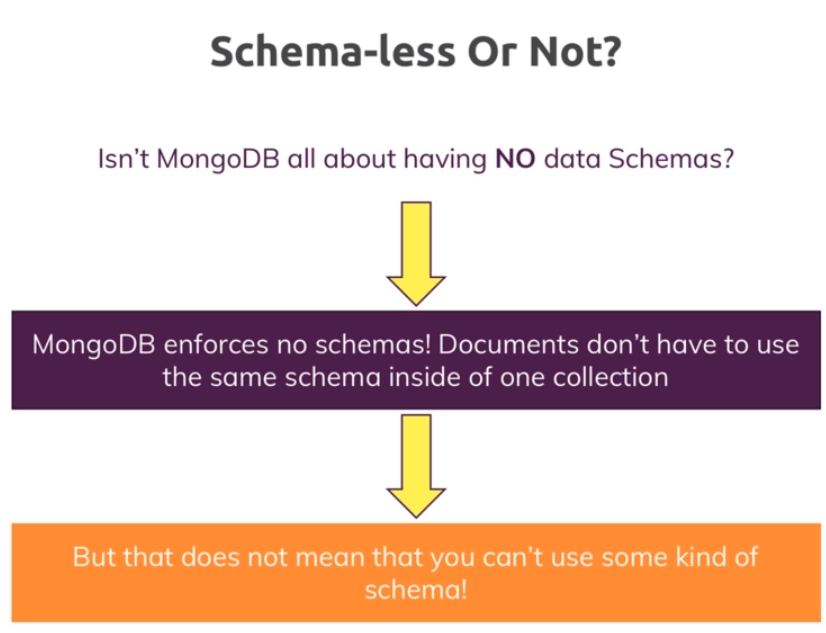 Schema-less Or Not?
Isn't MongoDB all about having NO data Schemas?
MongoDB enforces no schemas! Documents don't have to use
the same schema inside of one collection
But that does not mean that you can't use some kind of
schema!